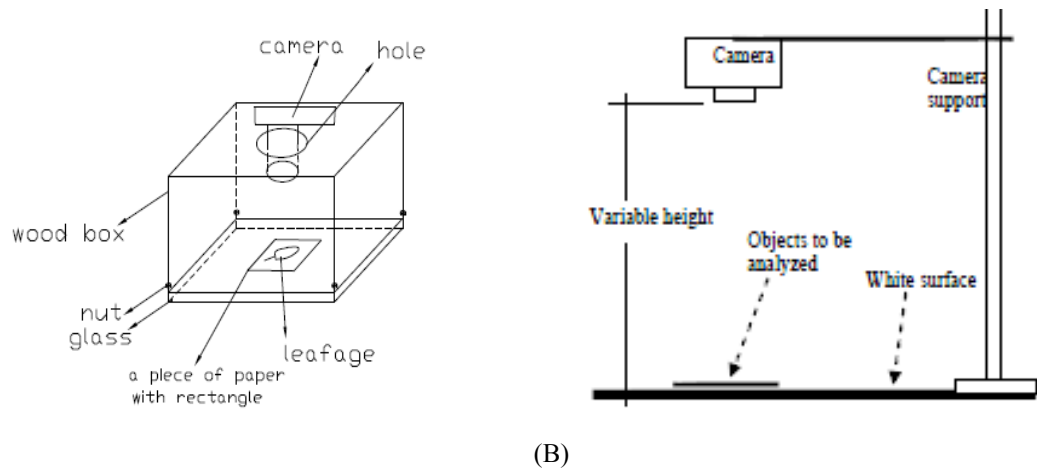 camera
hole
wood box
nut
glass
leafage
a piece of paper
with rectangle
Camera
Camera
support
Variable height
Objects to be
analyzed
White surface
(B)